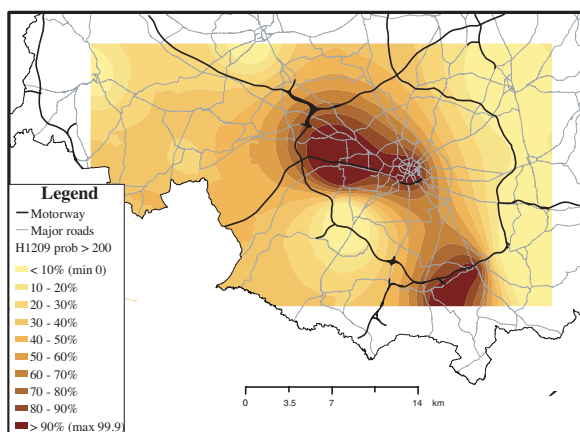 Legend
Motorway
Major roads
H1209 prob > 200
< 10% (min 0)
10 - 20%
20 - 30%
30 - 40%
40 - 50%
50 - 60%
60 - 70%
70 - 80%
80 - 90%
> 90% (max 99.9)
0 3.5 7 14 km